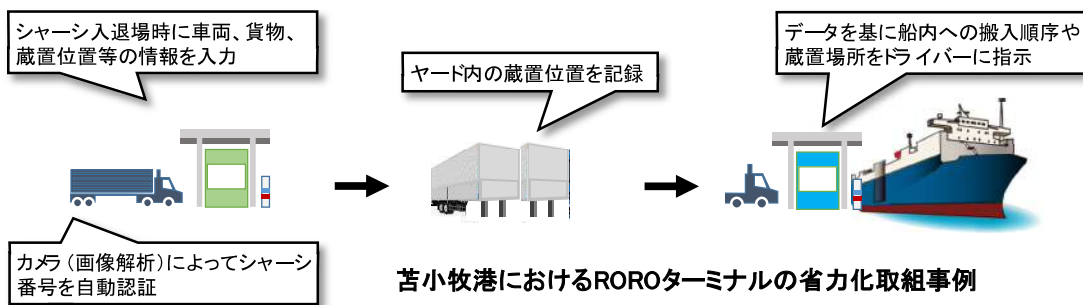 シャーシ入退場時に車両、貨物、
蔵置位置等の情報を入力
ヤード内の蔵置位置を記録
データを基に船内への搬入順序や
蔵置場所をドライバーに指示
カメラ（画像解析）によってシャーシ
番号を自動認証
苫小牧港におけるROROターミナルの省力化取組事例